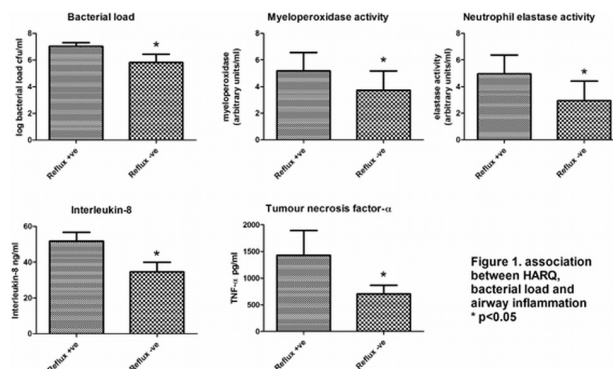 Bacterial load
log bacterial load cfu/ml
8
6
4
2
0
*
Reflux +ve
Reflux -ve
Myeloperoxidase activity
myeloperoxidase
(arbitrary units/ml)
8
6
4
2
0
*
Reflux +ve
Reflux -ve
Neutrophil elastase activity
elastase activity
(arbitrary units/ml)
8
6
4
2
0
*
Reflux +ve
Reflux -ve
Interleukin-8
Interleukin-8 ng/ml
60
40
20
0
*
Reflux +ve
Reflux -ve
Tumour necrosis factor-α
TNF-α pg/ml
2000
1500
1000
500
0
*
Reflux +ve
Reflux -ve
Figure 1. association
between HARQ,
bacterial load and
airway inflammation
* p<0.05